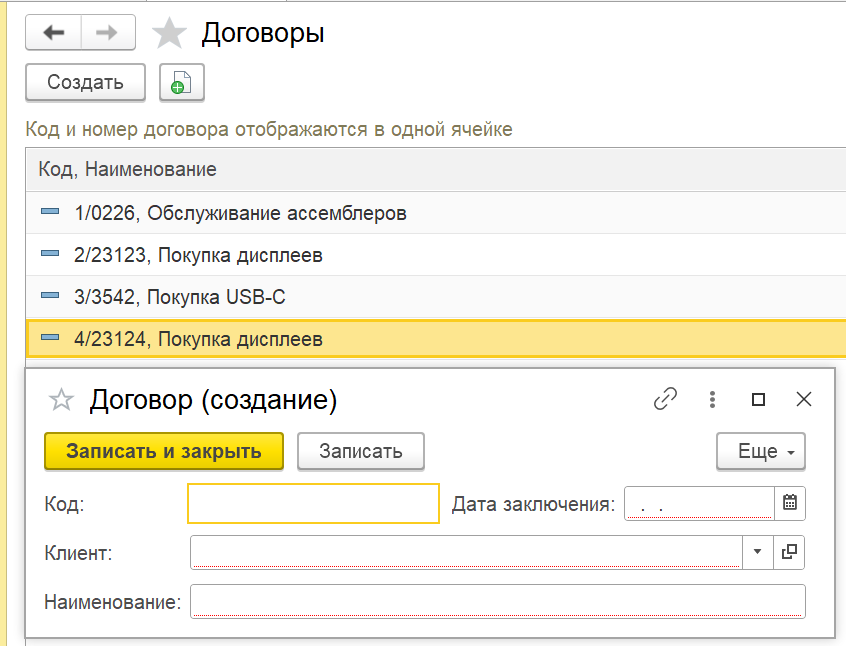 Договоры
Создать
Код и номер договора отображаются в одной ячейке
Код, Наименование
1/0226, Обслуживание ассемблеров
2/23123, Покупка дисплеев
3/3542, Покупка USB-C
4/23124, Покупка дисплеев
Договор (создание)
Записать и закрыть Записать Еще
Код: Дата заключения: . .
Клиент:
Наименование: